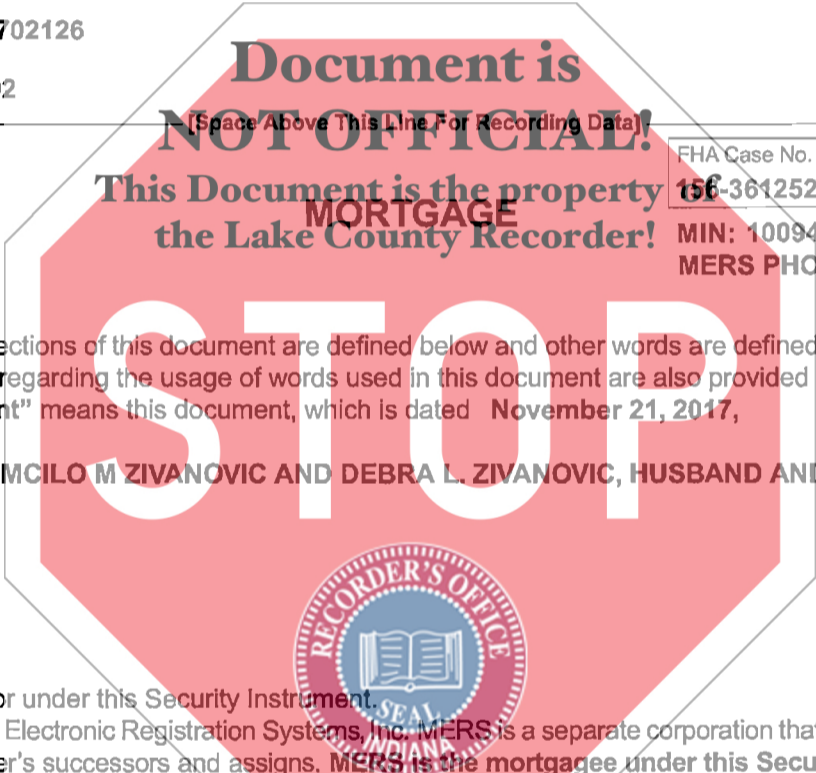 702126
Document is
2
NOT OFFICIAL!
[Space Above This Line For Recording Data]
FHA Case No.
This Document is the property of
156-361252
MORTGAGE
the Lake County Recorder!
MIN: 10094
MERS PHO
STOP
ections of this document are defined below and other words are defined
regarding the usage of words used in this document are also provided
nt” means this document, which is dated November 21, 2017,
MCILO M ZIVANOVIC AND DEBRA L. ZIVANOVIC, HUSBAND AND
RECORDER'S OFFICE
SEAL
INDIANA
or under this Security Instrument.
Electronic Registration Systems, Inc. MERS is a separate corporation that
er's successors and assigns. MERS is the mortgagee under this Secu